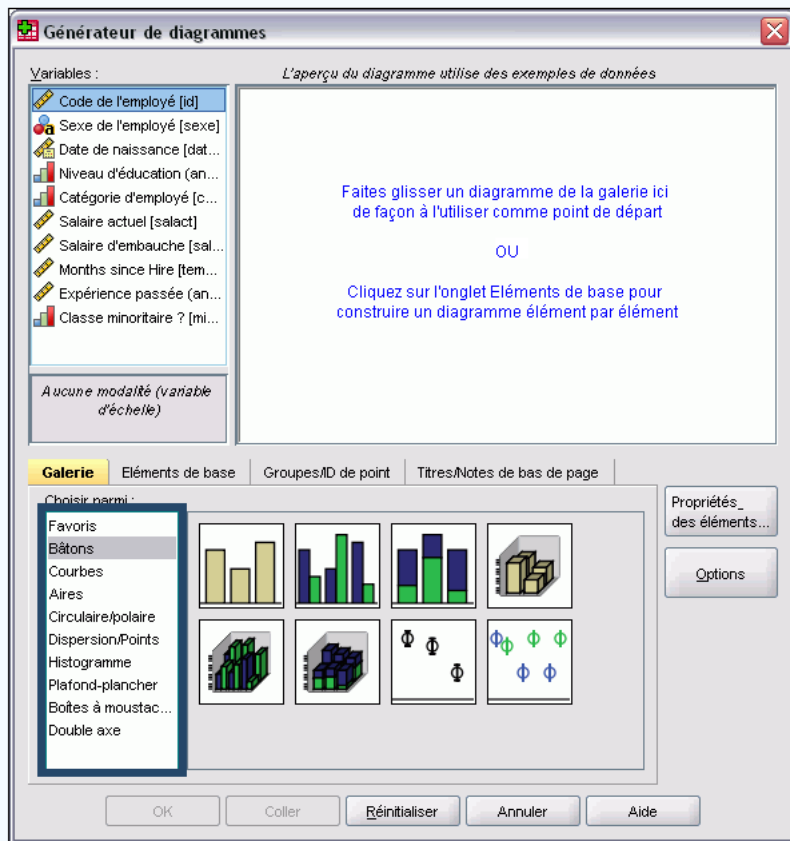 Générateur de diagrammes
Variables :
L'aperçu du diagramme utilise des exemples de données
Code de l'employé [id]
Sexe de l'employé [sexe]
Date de naissance [dat...
Niveau d'éducation (an...
Catégorie d'employé [c...
Salaire actuel [salact]
Salaire d'embauche [sal...
Months since Hire [tem...
Expérience passée (an...
Classe minoritaire ? [mi...
Faites glisser un diagramme de la galerie ici
de façon à l'utiliser comme point de départ
OU
Cliquez sur l'onglet Eléments de base pour
construire un diagramme élément par élément
Aucune modalité (variable
d'échelle)
Galerie
Eléments de base
Groupes/ID de point
Titres/Notes de bas de page
Choisir parmi :
Favoris
Bâtons
Courbes
Aires
Circulaire/polaire
Dispersion/Points
Histogramme
Plafond-plancher
Boîtes à moustac...
Double axe
Propriétés_
des éléments...
Options
OK
Coller
Réinitialiser
Annuler
Aide